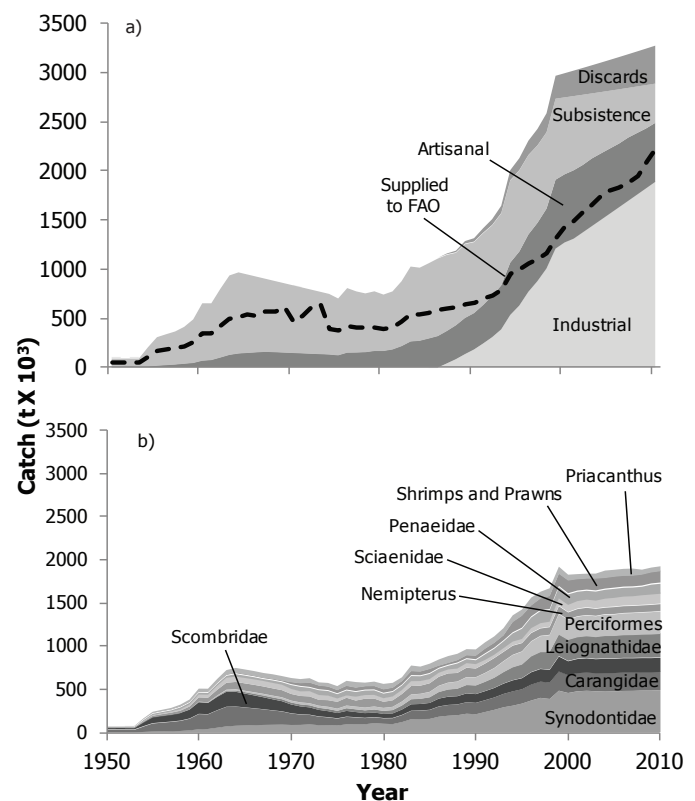 Catch (t X 10³)
a)
3500
3000
2500
2000
1500
1000
500
0
Discards
Subsistence
Artisanal
Supplied
to FAO
Industrial
b)
3500
3000
2500
2000
1500
1000
500
0
Priacanthus
Shrimps and Prawns
Penaeidae
Sciaenidae
Nemipterus
Scombridae
Perciformes
Leiognathidae
Carangidae
Synodontidae
1950 1960 1970 1980 1990 2000 2010
Year